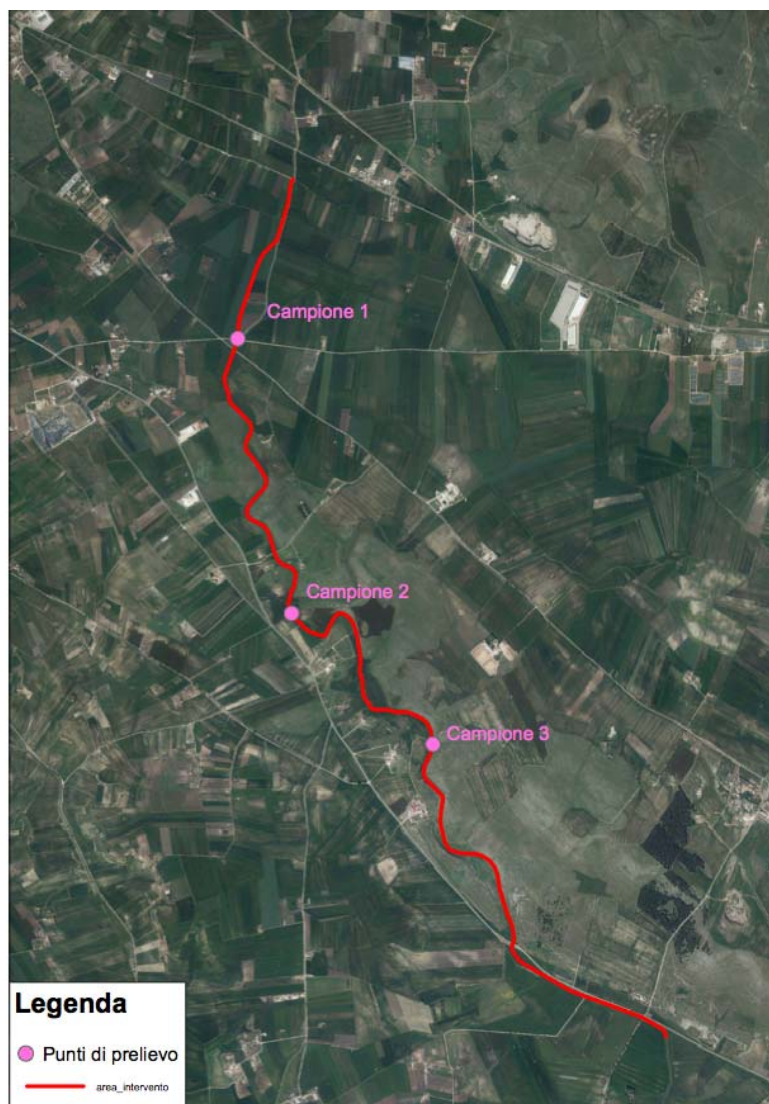 Campione 1
Campione 2
Campione 3
Legenda
Punti di prelievo
area_intervento